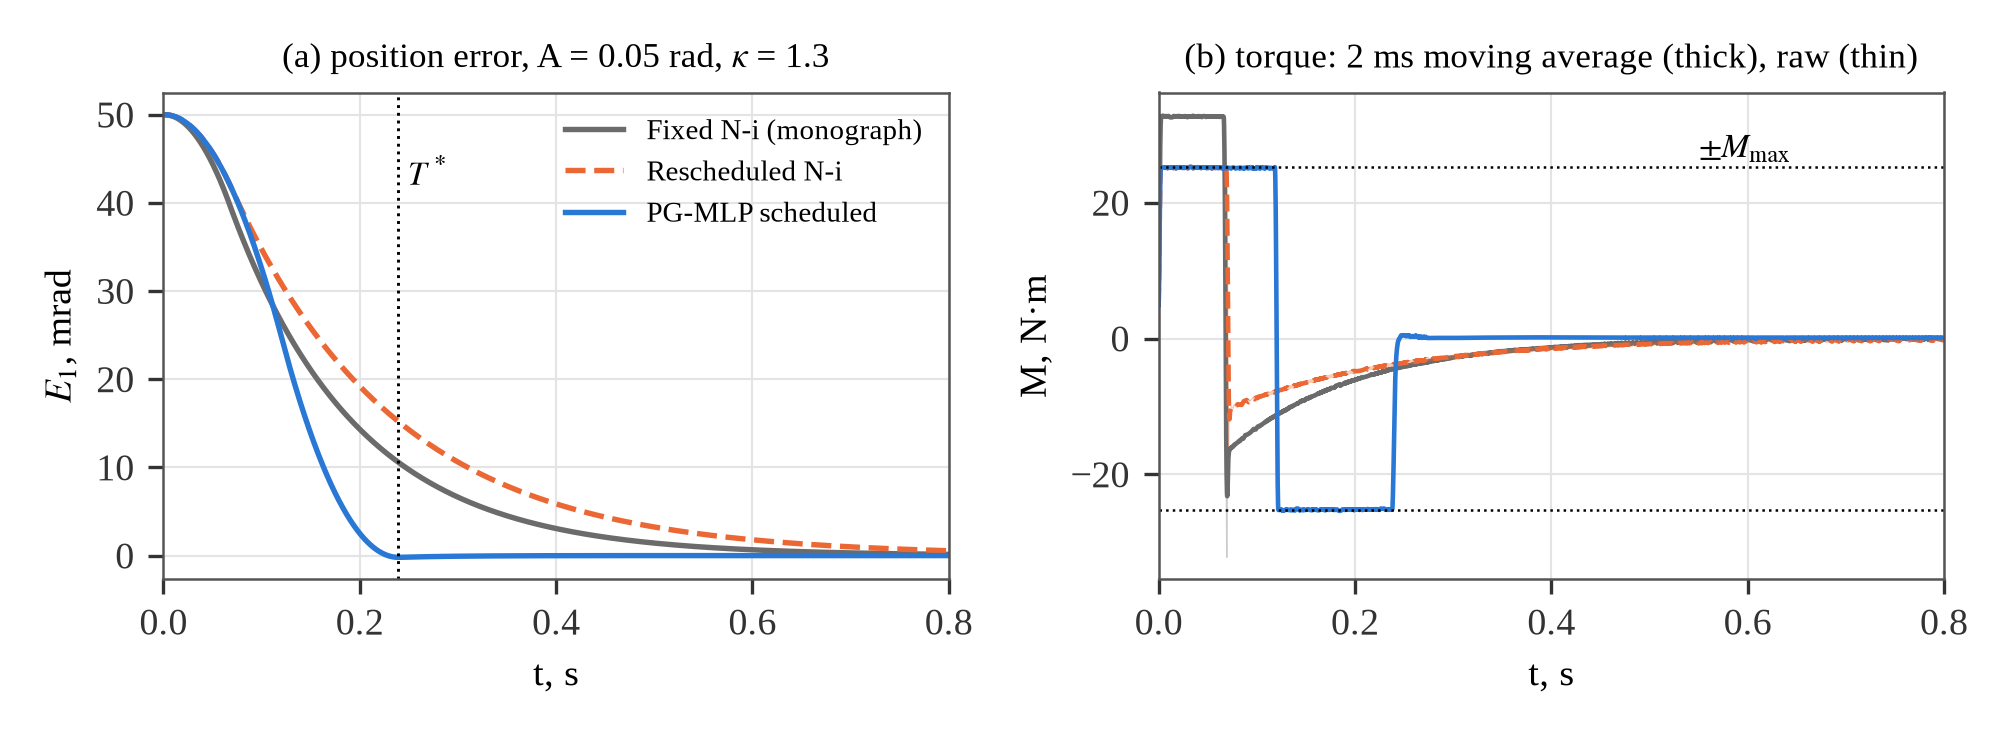 (a) position error, A = 0.05 rad, κ = 1.3
50
40
30
20
10
0
E1, mrad
T*
Fixed N-i (monograph)
Rescheduled N-i
PG-MLP scheduled
0.0 0.2 0.4 0.6 0.8
t, s
(b) torque: 2 ms moving average (thick), raw (thin)
20
0
−20
M, N·m
±Mmax
0.0 0.2 0.4 0.6 0.8
t, s